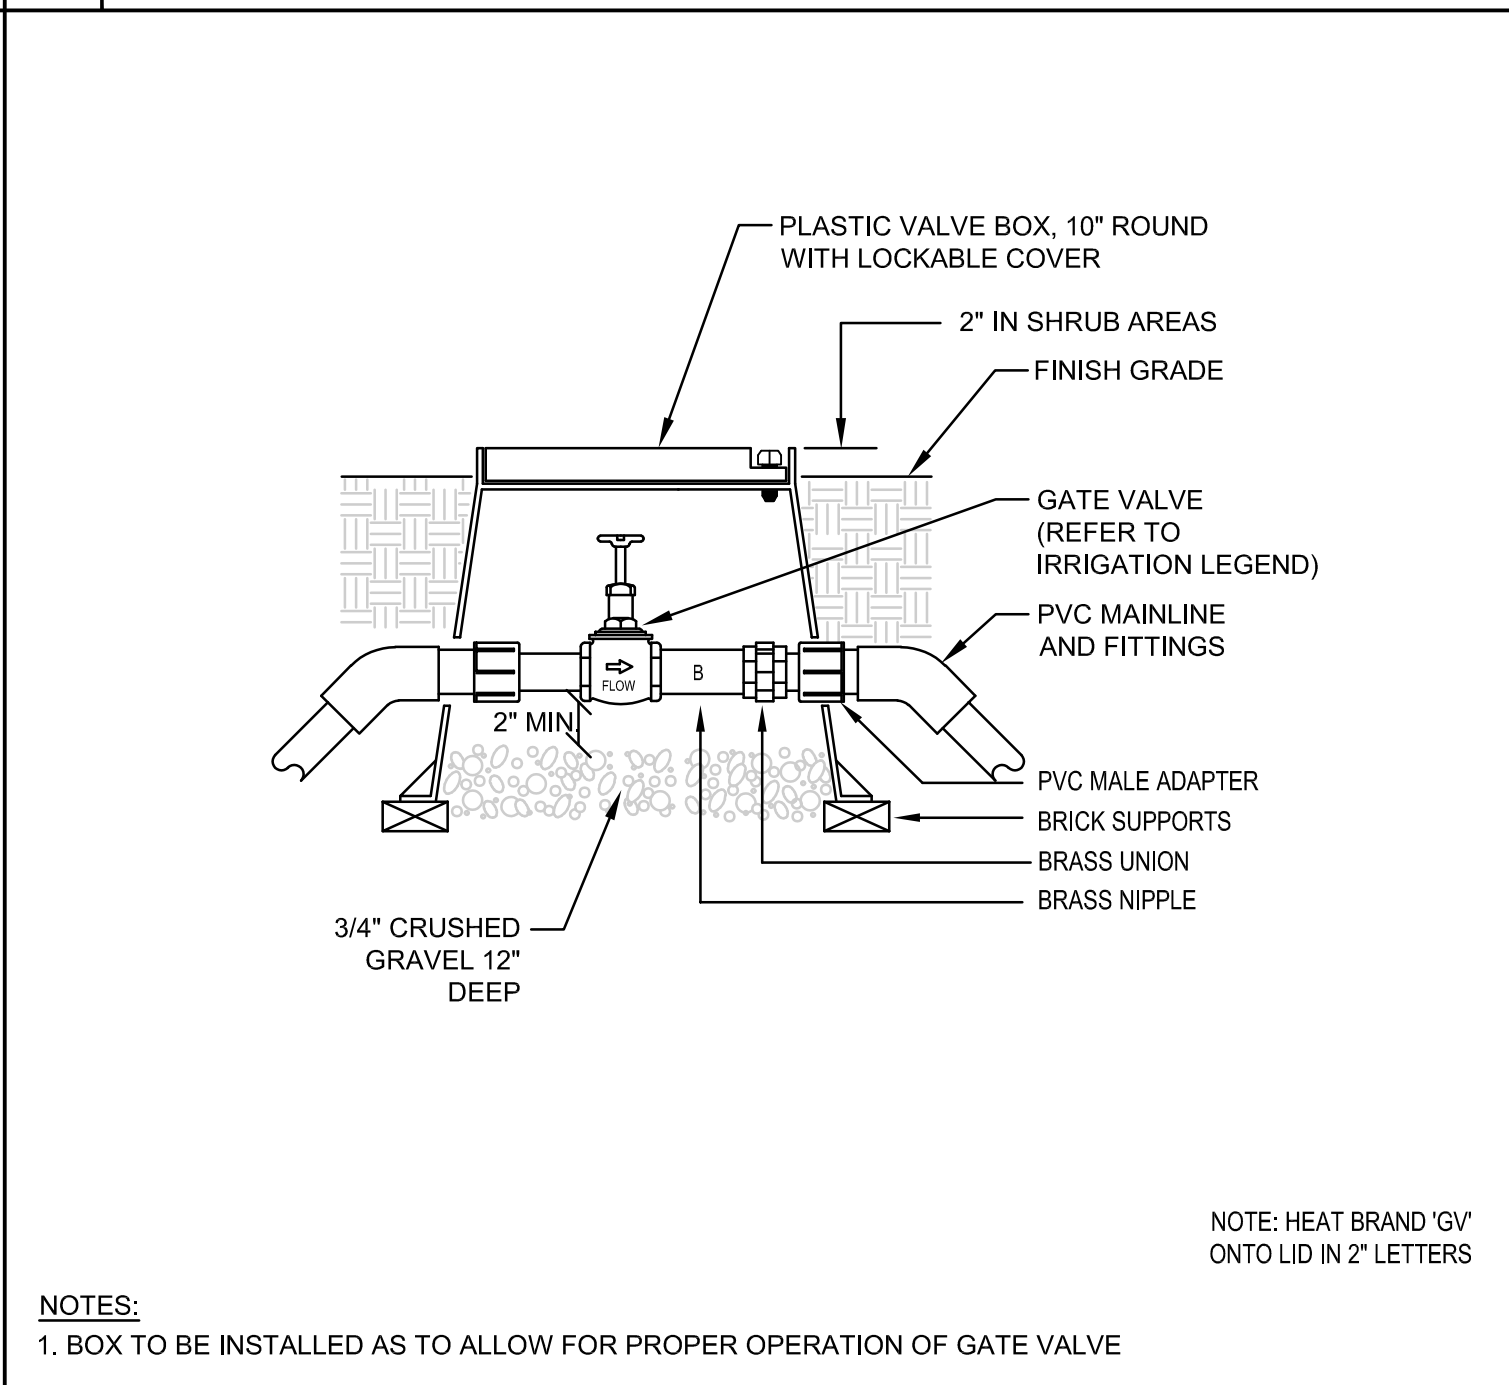 PLASTIC VALVE BOX, 10" ROUND
WITH LOCKABLE COVER
2" IN SHRUB AREAS
FINISH GRADE
GATE VALVE
(REFER TO
IRRIGATION LEGEND)
PVC MAINLINE
AND FITTINGS
B
FLOW
2" MIN.
PVC MALE ADAPTER
BRICK SUPPORTS
BRASS UNION
BRASS NIPPLE
3/4" CRUSHED
GRAVEL 12"
DEEP
NOTE: HEAT BRAND 'GV'
ONTO LID IN 2" LETTERS
NOTES:
1. BOX TO BE INSTALLED AS TO ALLOW FOR PROPER OPERATION OF GATE VALVE